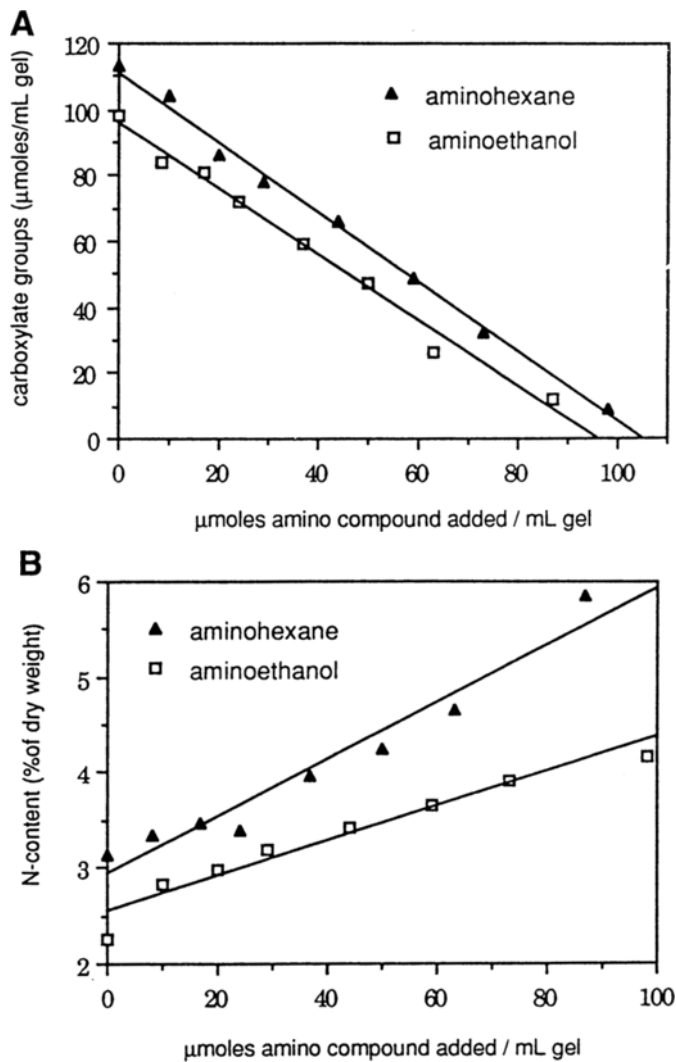 A
carboxylate groups (μmoles/mL gel)
120
100
80
60
40
20
0
aminohexane
aminoethanol
0 20 40 60 80 100
μmoles amino compound added / mL gel
B
N-content (%of dry weight)
6
5
4
3
2
aminohexane
aminoethanol
0 20 40 60 80 100
μmoles amino compound added / mL gel